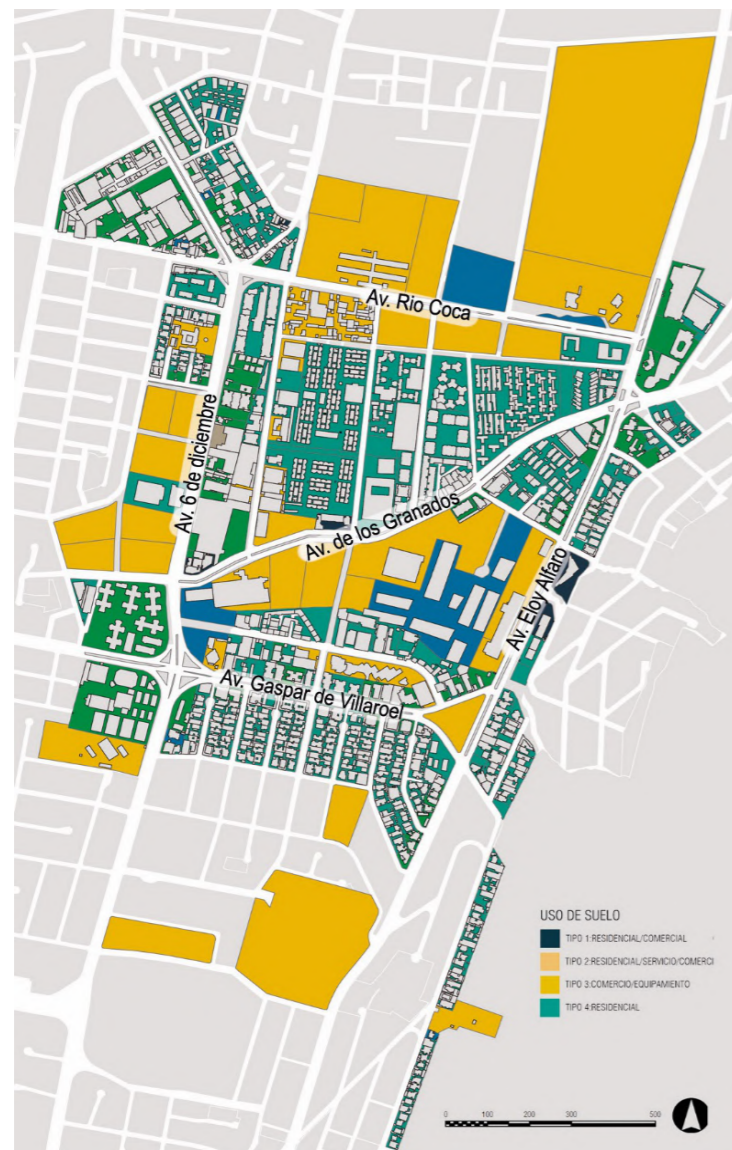 Av. Rio Coca
Av. 6 de diciembre
Av. de los Granados
Av. Eloy Alfaro
Av. Gaspar de Villaroel
USO DE SUELO
TIPO 1:RESIDENCIAL/COMERCIAL
TIPO 2:RESIDENCIAL/SERVICIO/COMERCI
TIPO 3:COMERCIO/EQUIPAMIENTO
TIPO 4:RESIDENCIAL
0 100 200 300 500